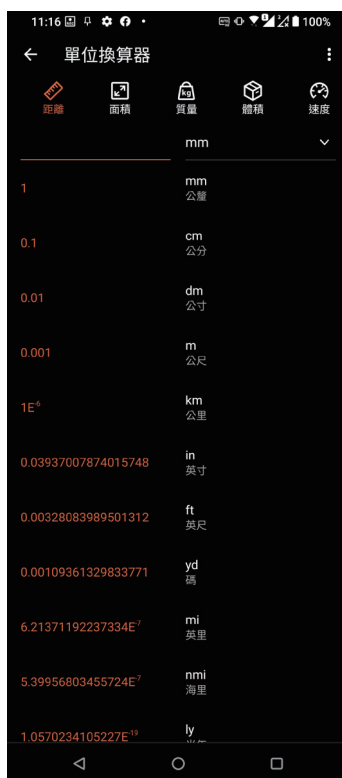 11:16 100%
單位換算器
距離 面積 質量 體積 速度
mm
1 mm
公釐
0.1 cm
公分
0.01 dm
公寸
0.001 m
公尺
1E⁻⁶ km
公里
0.03937007874015748 in
英寸
0.00328083989501312 ft
英尺
0.00109361329833771 yd
碼
6.21371192237334E⁻⁷ mi
英里
5.39956803455724E⁻⁷ nmi
海里
1.0570234105227E⁻¹⁹ ly